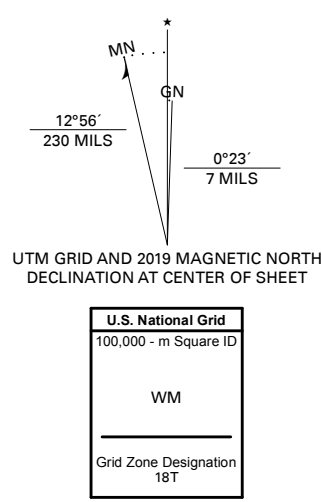 MN
GN
12°56´
230 MILS
0°23´
7 MILS
UTM GRID AND 2019 MAGNETIC NORTH
DECLINATION AT CENTER OF SHEET
U.S. National Grid
100,000 - m Square ID
WM
Grid Zone Designation
18T